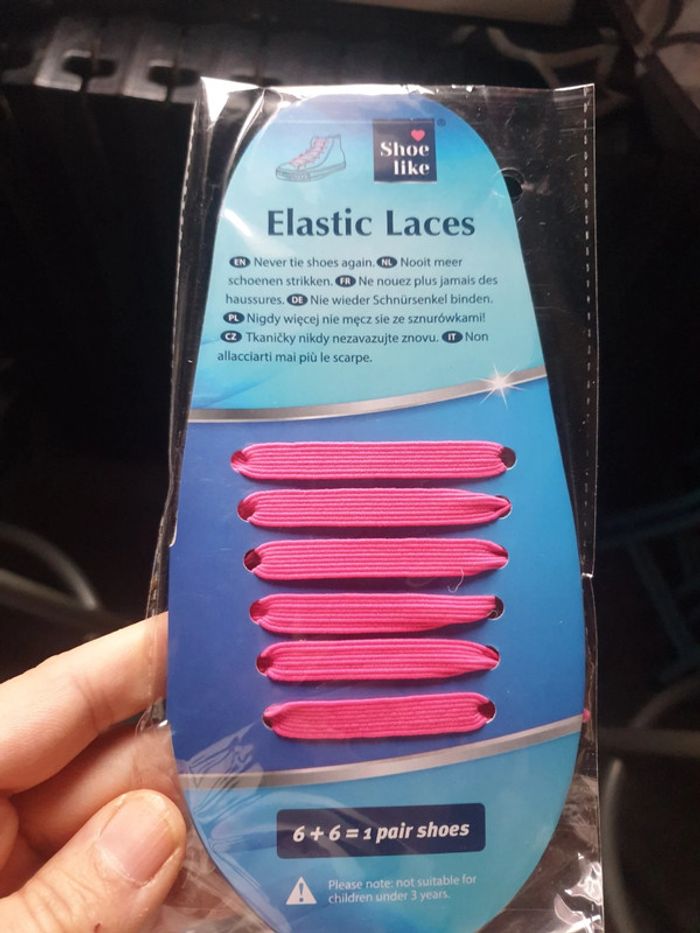 Shoe
like
®
Elastic Laces
EN Never tie shoes again. NL Nooit meer
schoenen strikken. FR Ne nouez plus jamais des
haussures. DE Nie wieder Schnürsenkel binden.
PL Nigdy więcej nie męcz sie ze sznurówkami!
CZ Tkaničky nikdy nezavazujte znovu. IT Non
allacciarti mai più le scarpe.
6 + 6 = 1 pair shoes
Please note: not suitable for
children under 3 years.